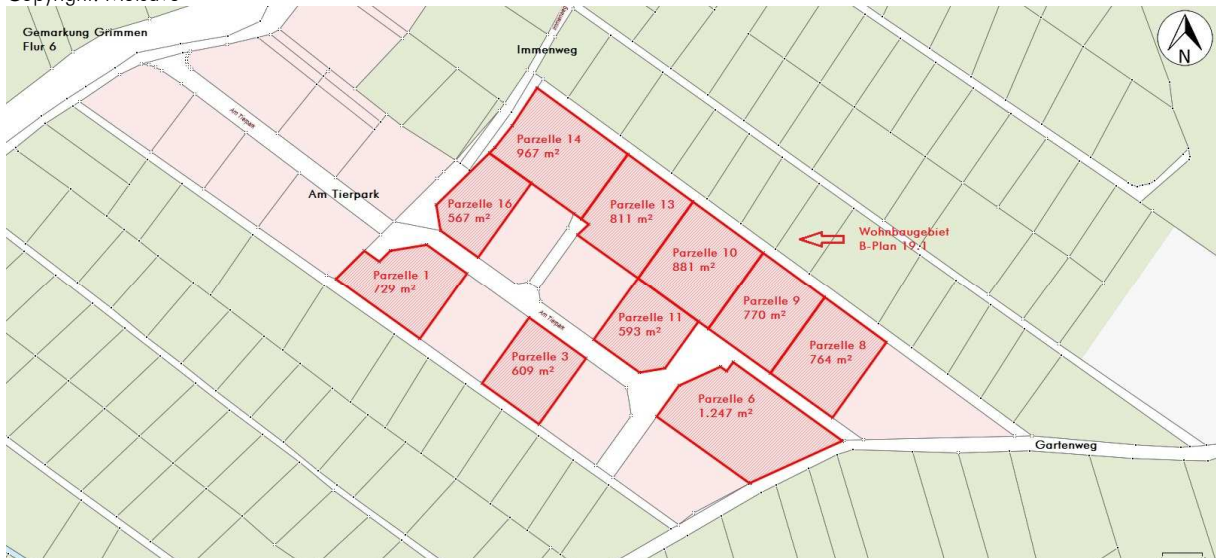 Gemarkung Grimmen
Flur 6
Immenweg
N
Am Tierpark
Am Tierpark
Parzelle 14
967 m²
Parzelle 16
567 m²
Parzelle 13
811 m²
Wohnbaugebiet
B-Plan 19.1
Parzelle 10
881 m²
Parzelle 1
729 m²
Parzelle 9
770 m²
Am Tierpark
Parzelle 11
593 m²
Parzelle 8
764 m²
Parzelle 3
609 m²
Parzelle 6
1.247 m²
Gartenweg